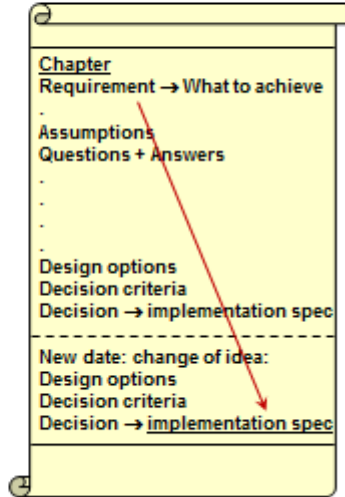 Chapter
Requirement → What to achieve
.
Assumptions
Questions + Answers
.
.
.
.
Design options
Decision criteria
Decision → implementation spec
New date: change of idea:
Design options
Decision criteria
Decision → implementation spec